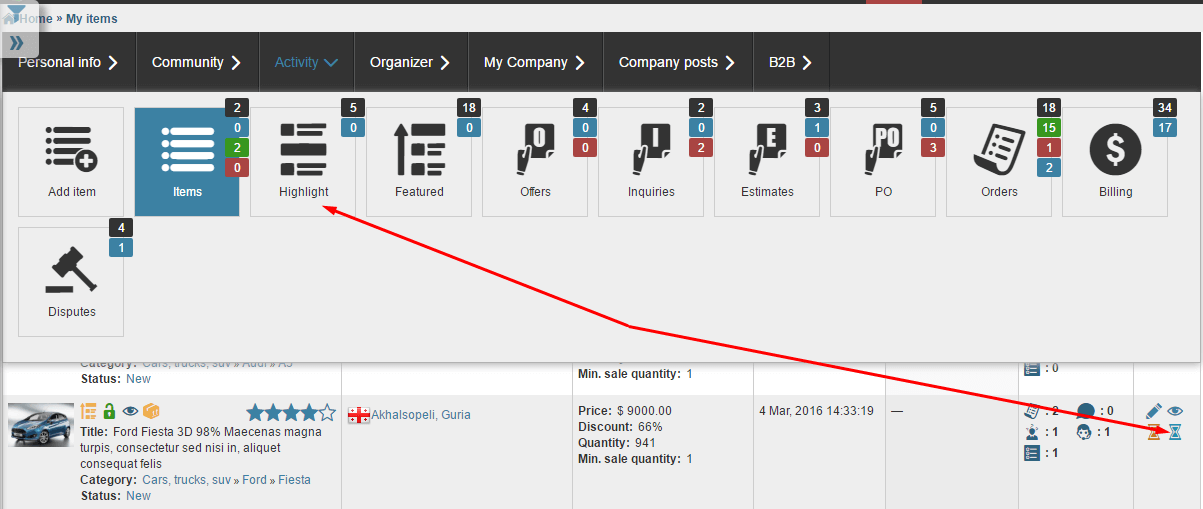 Home » My items
Personal info
Community
Activity
Organizer
My Company
Company posts
B2B
Add item
2
0
2
0
Items
5
0
Highlight
18
0
Featured
4
0
0
O
Offers
2
0
2
I
Inquiries
3
1
0
E
Estimates
5
0
3
PO
PO
18
15
1
2
Orders
34
17
$
Billing
4
1
Disputes
Category: Cars, trucks, suv » Audi » A5
Status: New
Min. sale quantity: 1
: 0
Title: Ford Fiesta 3D 98% Maecenas magna
turpis, consectetur sed nisi in, aliquet
consequat felis
Category: Cars, trucks, suv » Ford » Fiesta
Status: New
Akhalsopeli, Guria
Price: $ 9000.00
Discount: 66%
Quantity: 941
Min. sale quantity: 1
4 Mar, 2016 14:33:19
—
: 2
: 0
: 1
: 1
: 1